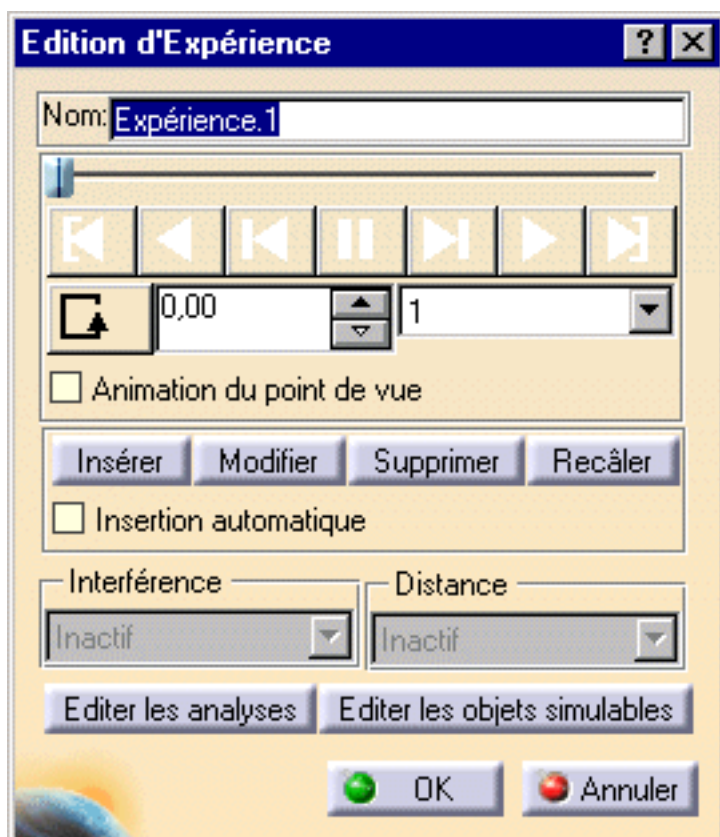 Edition d'Expérience
Nom: Expérience.1
0,00 1
Animation du point de vue
Insérer Modifier Supprimer Recâler
Insertion automatique
Interférence Distance
Inactif Inactif
Editer les analyses Editer les objets simulables
OK Annuler